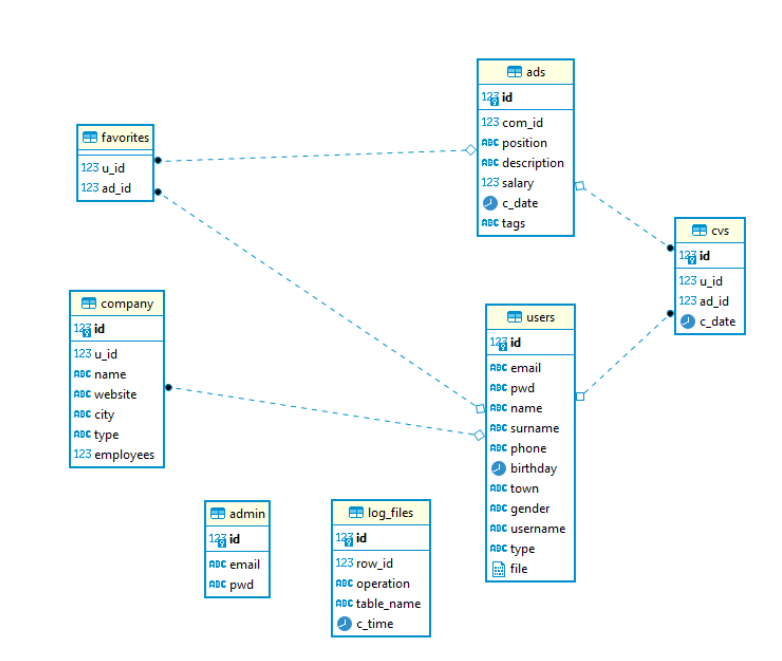 ads
123 id
123 com_id
ABC position
ABC description
123 salary
c_date
ABC tags
favorites
123 u_id
123 ad_id
cvs
123 id
123 u_id
123 ad_id
c_date
company
123 id
123 u_id
ABC name
ABC website
ABC city
ABC type
123 employees
users
123 id
ABC email
ABC pwd
ABC name
ABC surname
ABC phone
birthday
ABC town
ABC gender
ABC username
ABC type
file
admin
123 id
ABC email
ABC pwd
log_files
123 id
123 row_id
ABC operation
ABC table_name
c_time